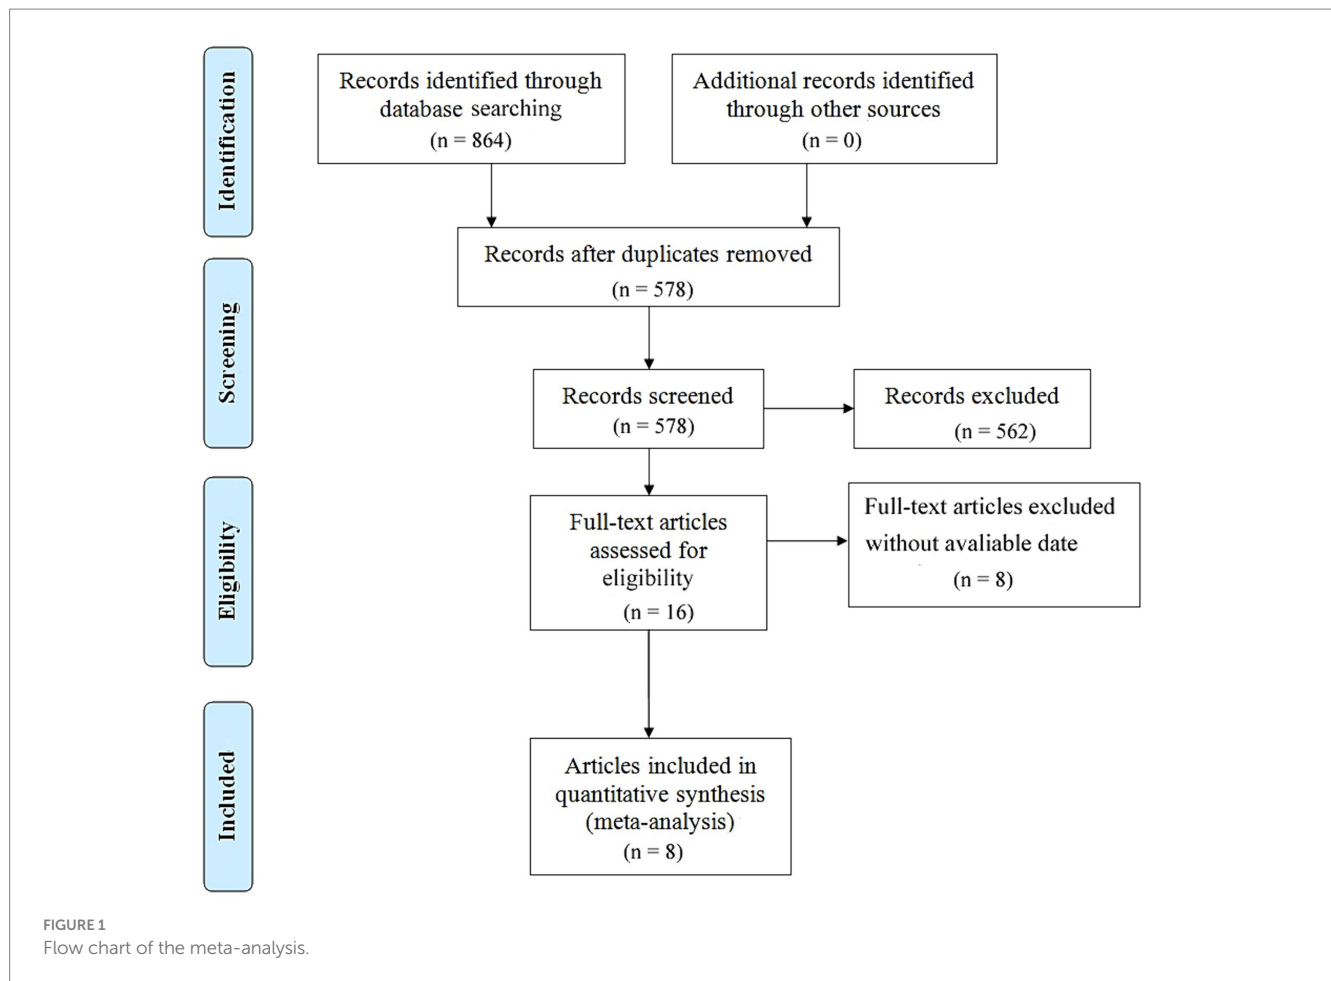 Identification
Records identified through
database searching
(n = 864)
Additional records identified
through other sources
(n = 0)
Records after duplicates removed
(n = 578)
Screening
Records screened
(n = 578)
Records excluded
(n = 562)
Eligibility
Full-text articles
assessed for
eligibility
(n = 16)
Full-text articles excluded
without avaliable date
(n = 8)
Included
Articles included in
quantitative synthesis
(meta-analysis)
(n = 8)
FIGURE 1
Flow chart of the meta-analysis.